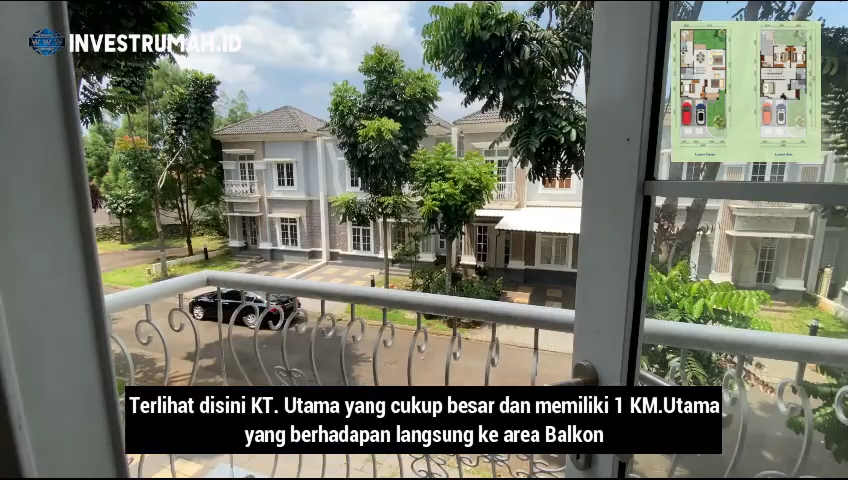 INVESTRUMAH.ID
Terlihat disini KT. Utama yang cukup besar dan memiliki 1 KM.Utama
yang berhadapan langsung ke area Balkon